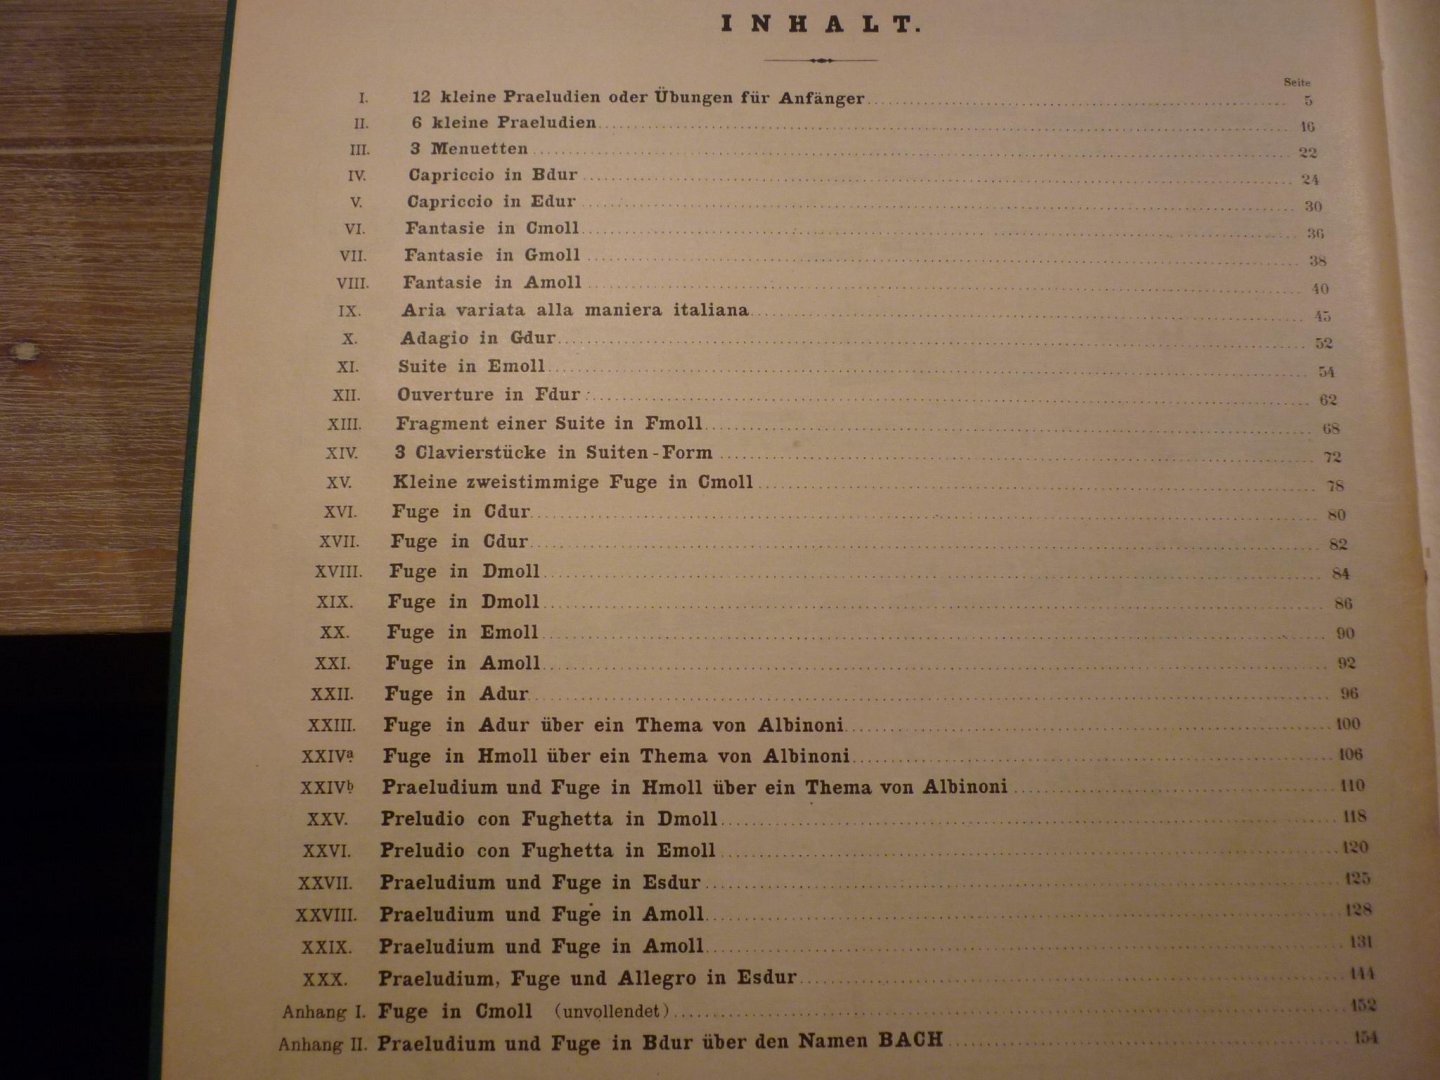 INHALT.
Seite
I. 12 kleine Praeludien oder Übungen für Anfänger 5
II. 6 kleine Praeludien 16
III. 3 Menuetten 22
IV. Capriccio in Bdur 24
V. Capriccio in Edur 30
VI. Fantasie in Cmoll 36
VII. Fantasie in Gmoll 38
VIII. Fantasie in Amoll 40
IX. Aria variata alla maniera italiana 45
X. Adagio in Gdur 52
XI. Suite in Emoll 54
XII. Ouverture in Fdur 62
XIII. Fragment einer Suite in Fmoll 68
XIV. 3 Clavierstücke in Suiten-Form 72
XV. Kleine zweistimmige Fuge in Cmoll 78
XVI. Fuge in Cdur 80
XVII. Fuge in Cdur 82
XVIII. Fuge in Dmoll 84
XIX. Fuge in Dmoll 86
XX. Fuge in Emoll 90
XXI. Fuge in Amoll 92
XXII. Fuge in Adur 96
XXIII. Fuge in Adur über ein Thema von Albinoni 100
XXIVa. Fuge in Hmoll über ein Thema von Albinoni 106
XXIVb. Praeludium und Fuge in Hmoll über ein Thema von Albinoni 110
XXV. Preludio con Fughetta in Dmoll 118
XXVI. Preludio con Fughetta in Emoll 120
XXVII. Praeludium und Fuge in Esdur 125
XXVIII. Praeludium und Fuge in Amoll 128
XXIX. Praeludium und Fuge in Amoll 131
XXX. Praeludium, Fuge und Allegro in Esdur 144
Anhang I. Fuge in Cmoll (unvollendet) 152
Anhang II. Praeludium und Fuge in Bdur über den Namen BACH 154